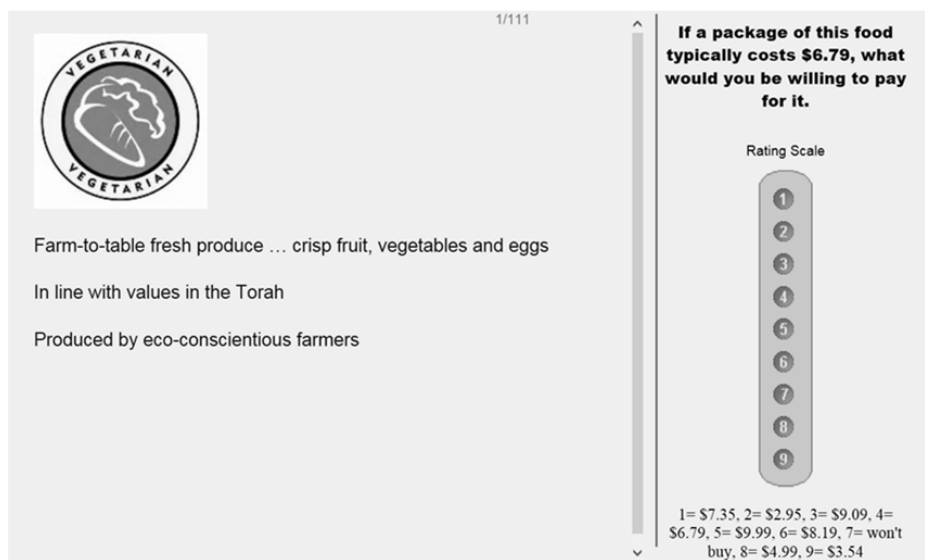 1/111
VEGETARIAN
VEGETARIAN
Farm-to-table fresh produce … crisp fruit, vegetables and eggs
In line with values in the Torah
Produced by eco-conscientious farmers
If a package of this food
typically costs $6.79, what
would you be willing to pay
for it.
Rating Scale
1
2
3
4
5
6
7
8
9
1= $7.35, 2= $2.95, 3= $9.09, 4=
$6.79, 5= $9.99, 6= $8.19, 7= won't
buy, 8= $4.99, 9= $3.54